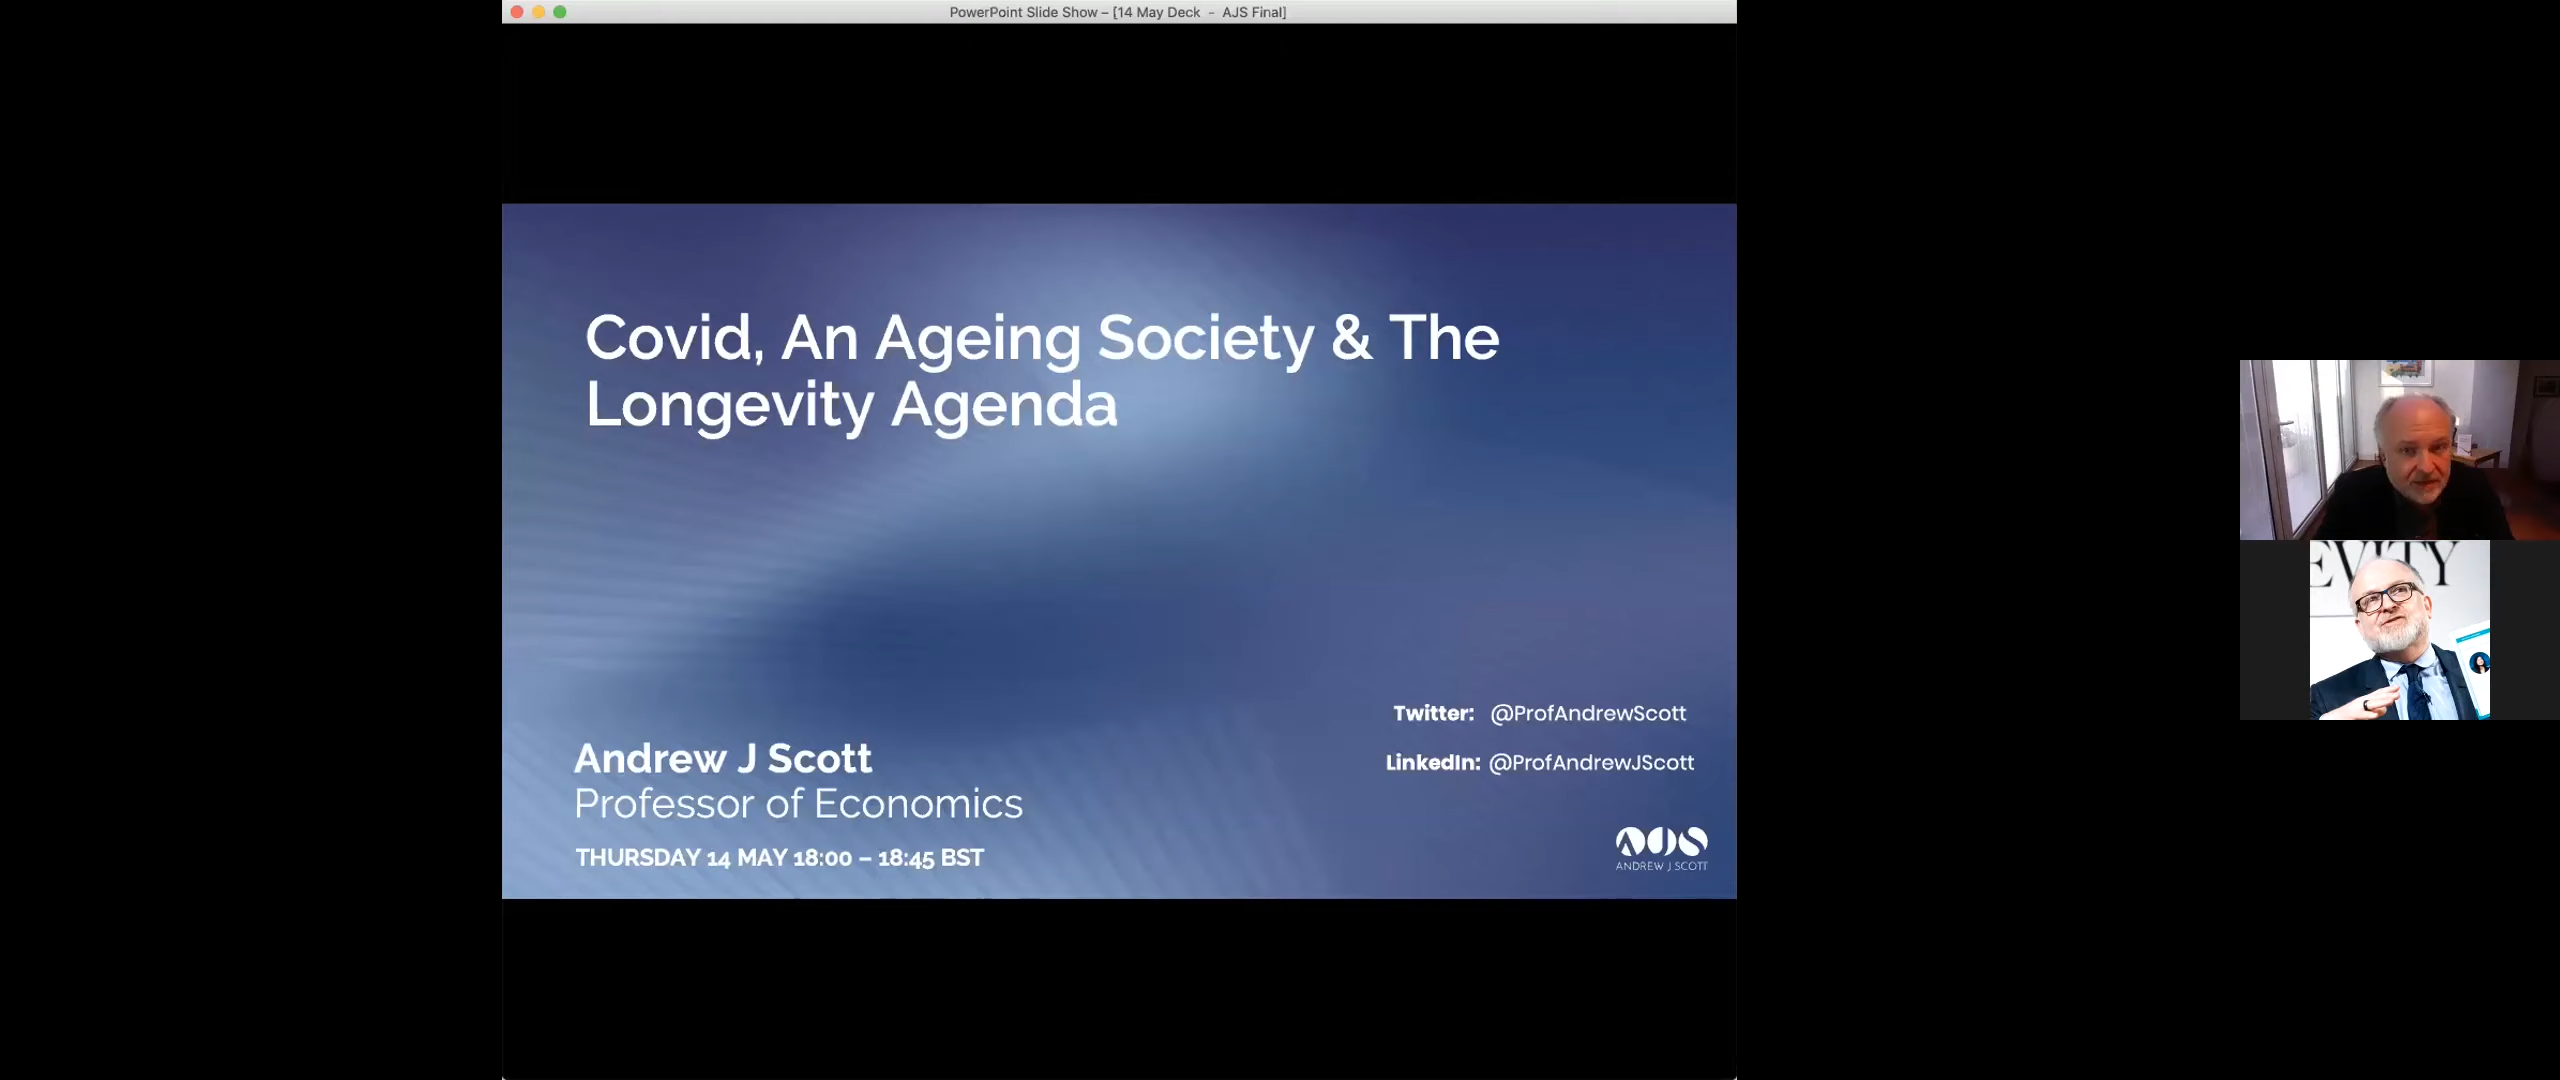 PowerPoint Slide Show – [14 May Deck - AJS Final]
Covid, An Ageing Society & The
Longevity Agenda
Twitter: @ProfAndrewScott
LinkedIn: @ProfAndrewJScott
Andrew J Scott
Professor of Economics
THURSDAY 14 MAY 18:00 – 18:45 BST
AJS
ANDREW J SCOTT
EVITY